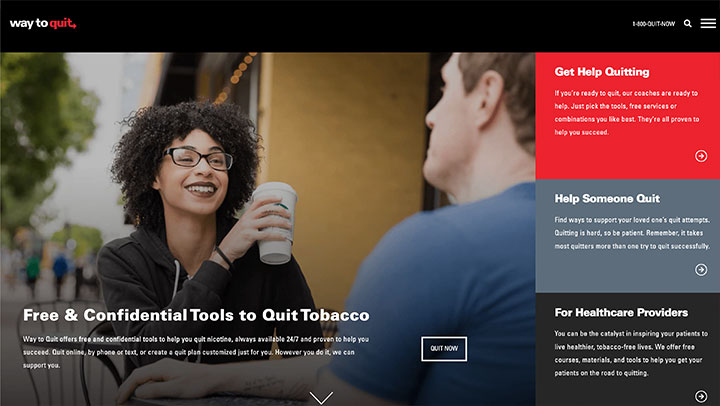 way to quit.
1-800-QUIT-NOW
Free & Confidential Tools to Quit Tobacco
Way to Quit offers free and confidential tools to help you quit nicotine, always available 24/7 and proven to help you
succeed. Quit online, by phone or text, or create a quit plan customized just for you. However you do it, we can
support you.
QUIT NOW
Get Help Quitting
If you're ready to quit, our coaches are ready to
help. Just pick the tools, free services or
combinations you like best. They're all proven to
help you succeed.
Help Someone Quit
Find ways to support your loved one's quit attempts.
Quitting is hard, so be patient. Remember, it takes
most quitters more than one try to quit successfully.
For Healthcare Providers
You can be the catalyst in inspiring your patients to
live healthier, tobacco-free lives. We offer free
courses, materials, and tools to help you get your
patients on the road to quitting.